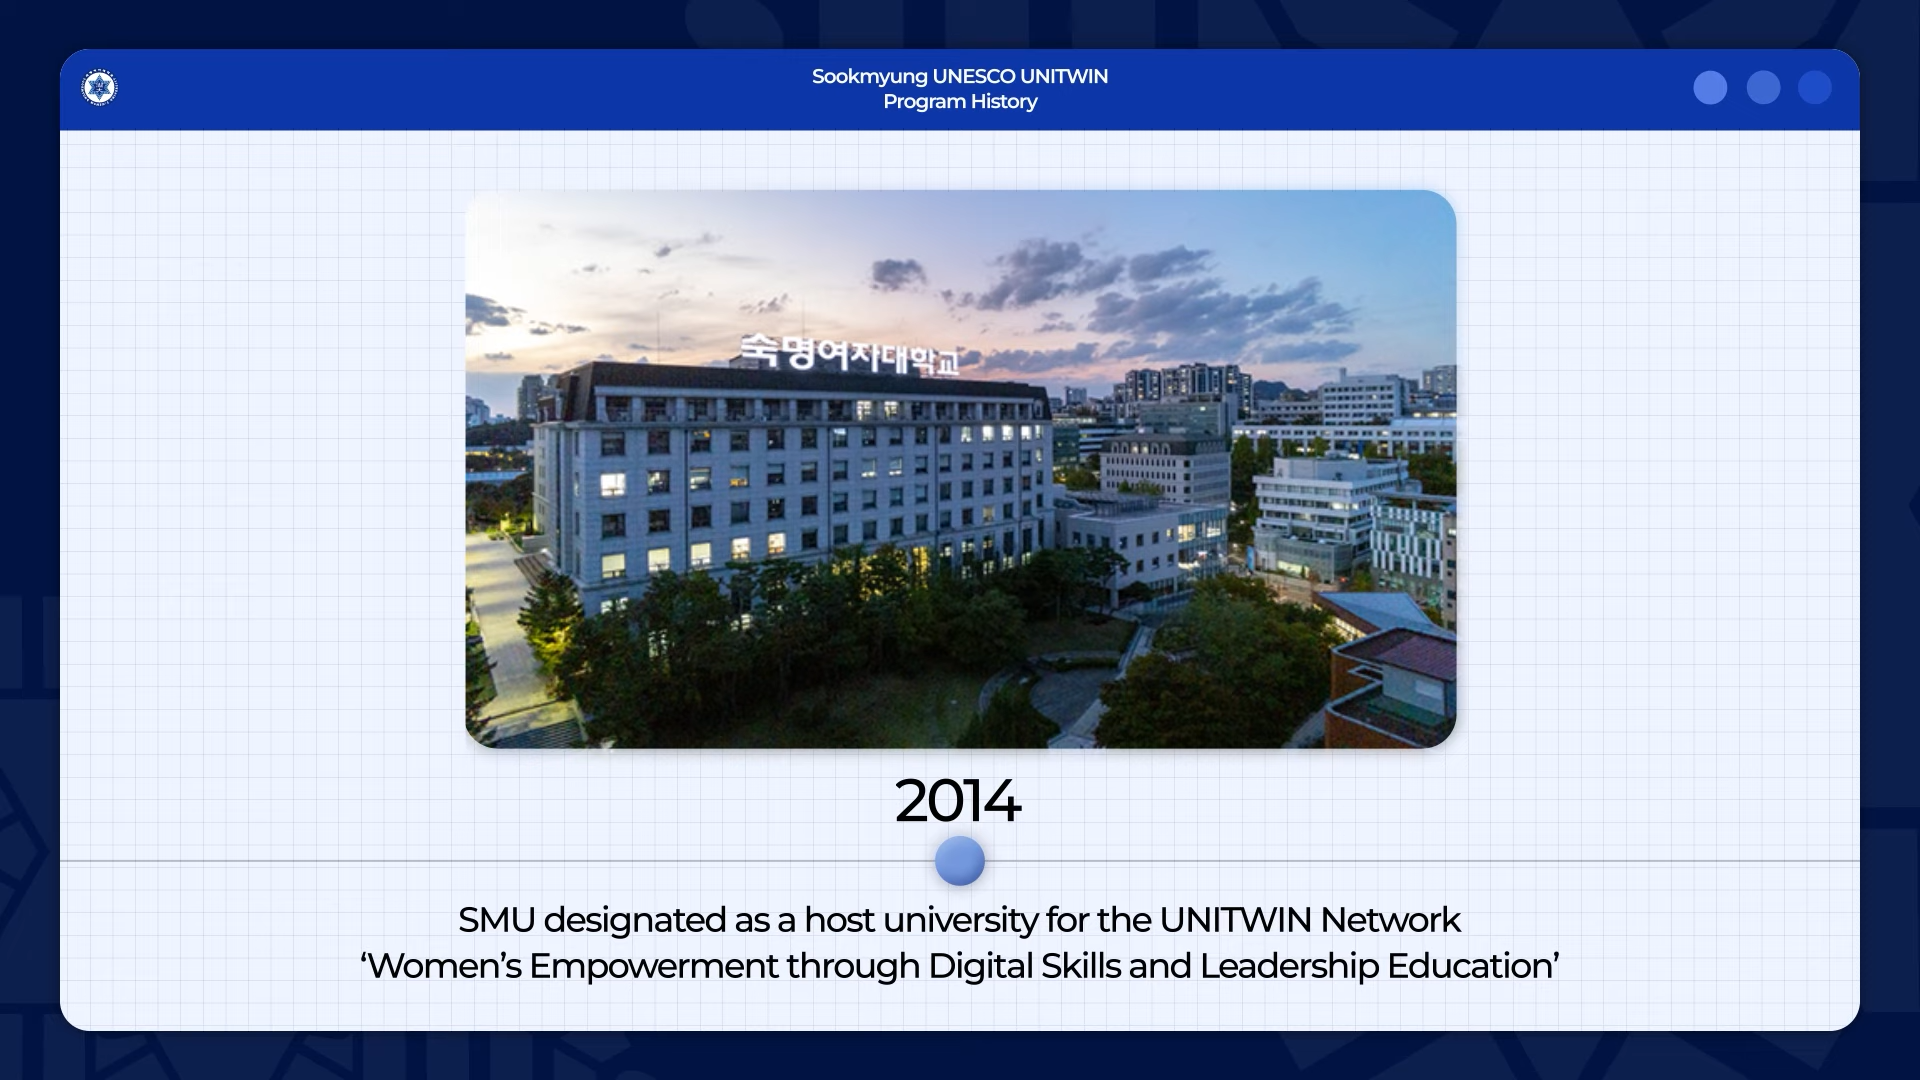 Sookmyung UNESCO UNITWIN
Program History
숙명여자대학교
2014
SMU designated as a host university for the UNITWIN Network
‘Women’s Empowerment through Digital Skills and Leadership Education’